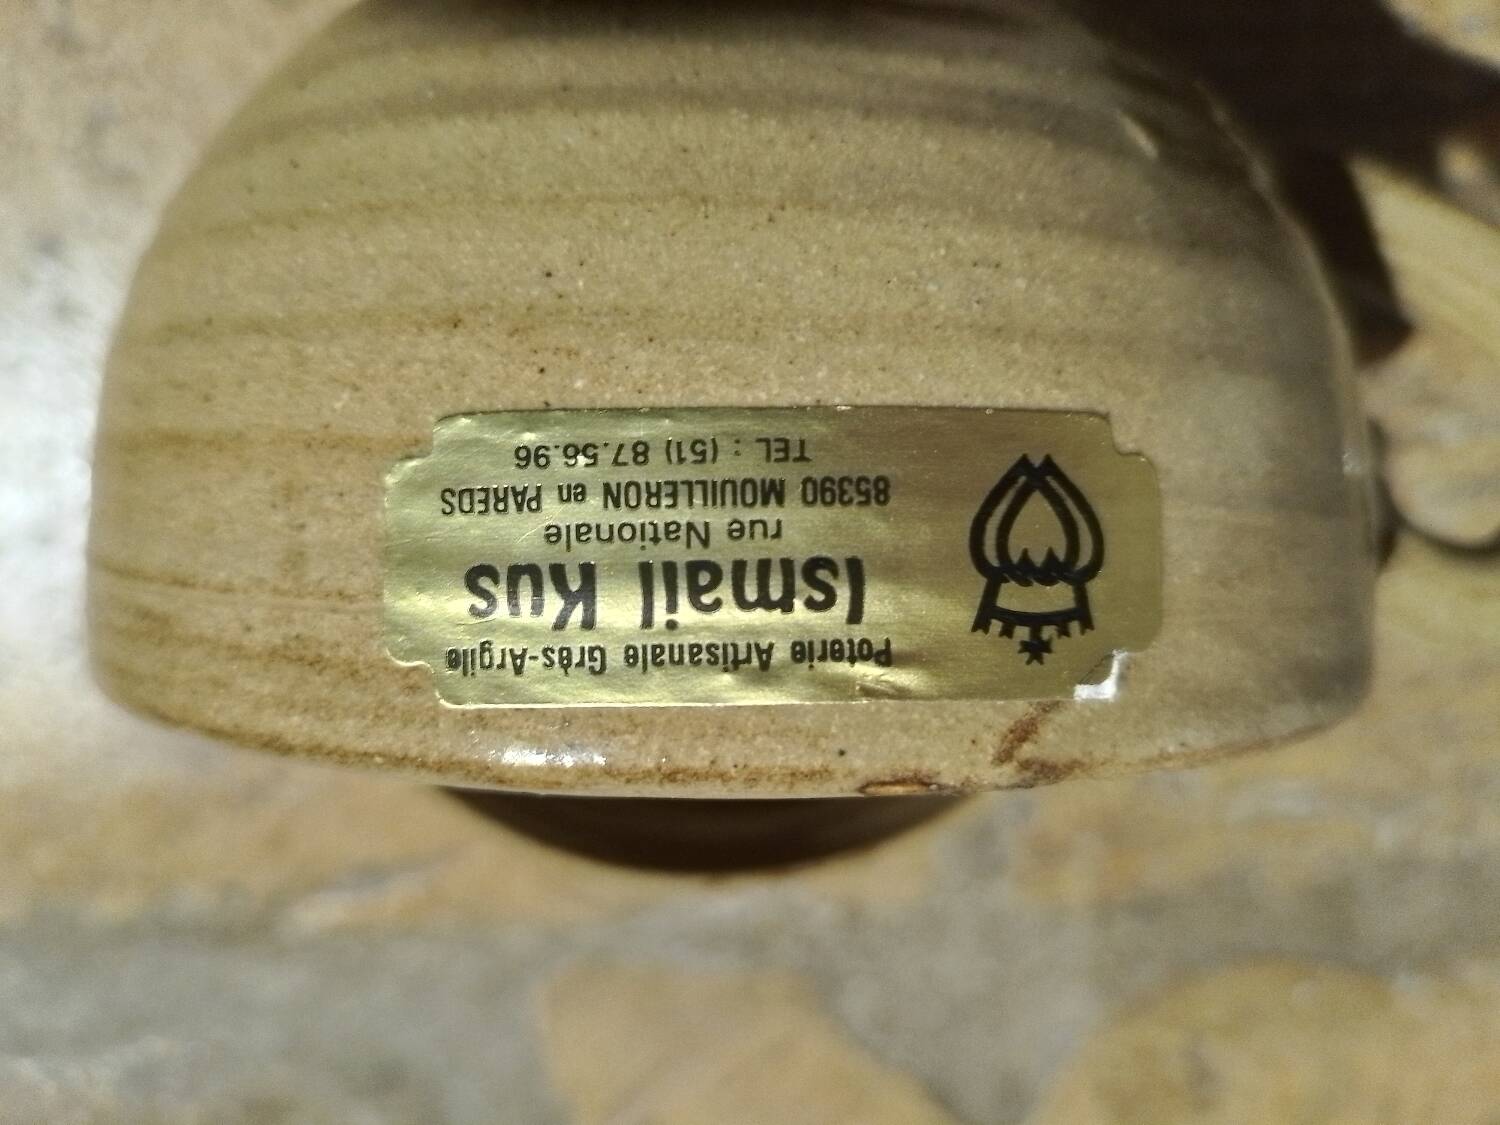 Poterie Artisanale Grès-Argile
Ismail Kus
rue Nationale
85390 MOUILLERON en PAREDS
TEL : (51) 87.56.96